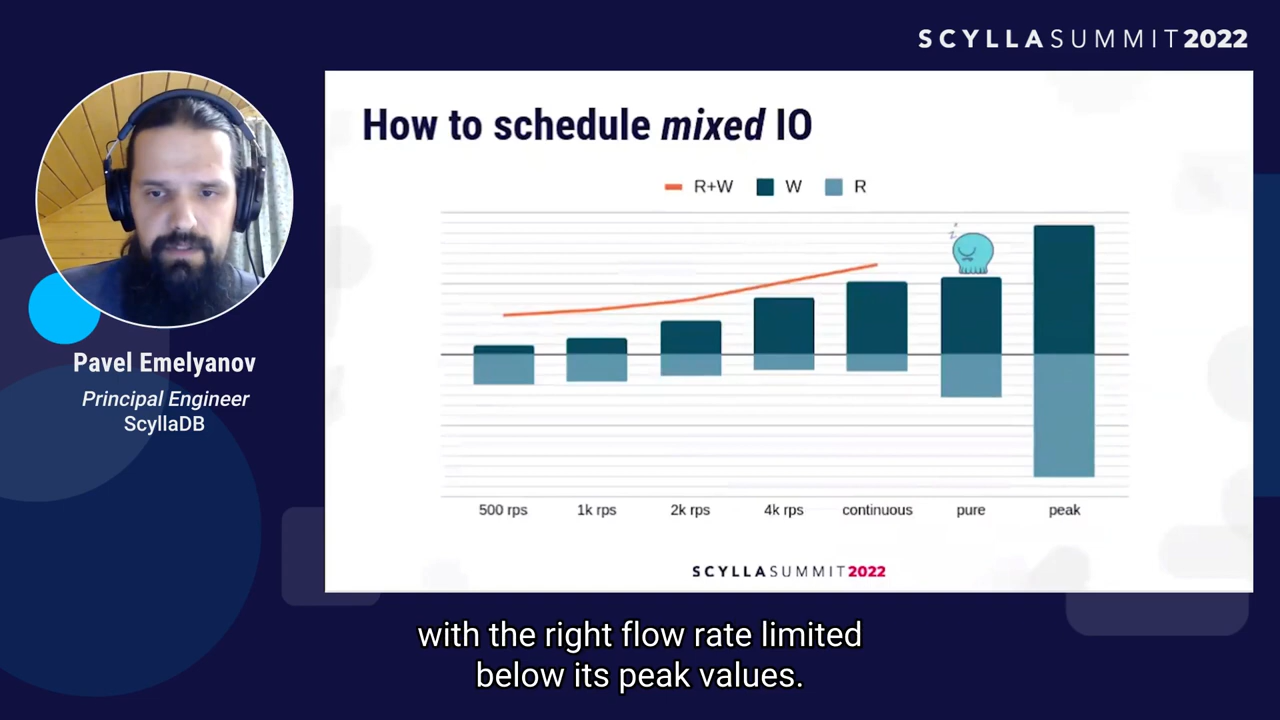 SCYLLASUMMIT2022
How to schedule mixed IO
R+W W R
z z
500 rps 1k rps 2k rps 4k rps continuous pure peak
SCYLLASUMMIT2022
Pavel Emelyanov
Principal Engineer
ScyllaDB
with the right flow rate limited
below its peak values.